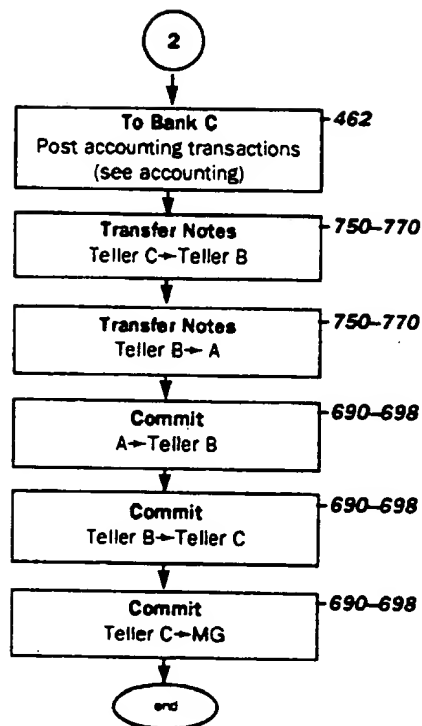 2
To Bank C
462
Post accounting transactions
(see accounting)
Transfer Notes
750–770
Teller C→Teller B
Transfer Notes
750–770
Teller B→ A
Commit
690–698
A→Teller B
Commit
690–698
Teller B→Teller C
Commit
690–698
Teller C→MG
end